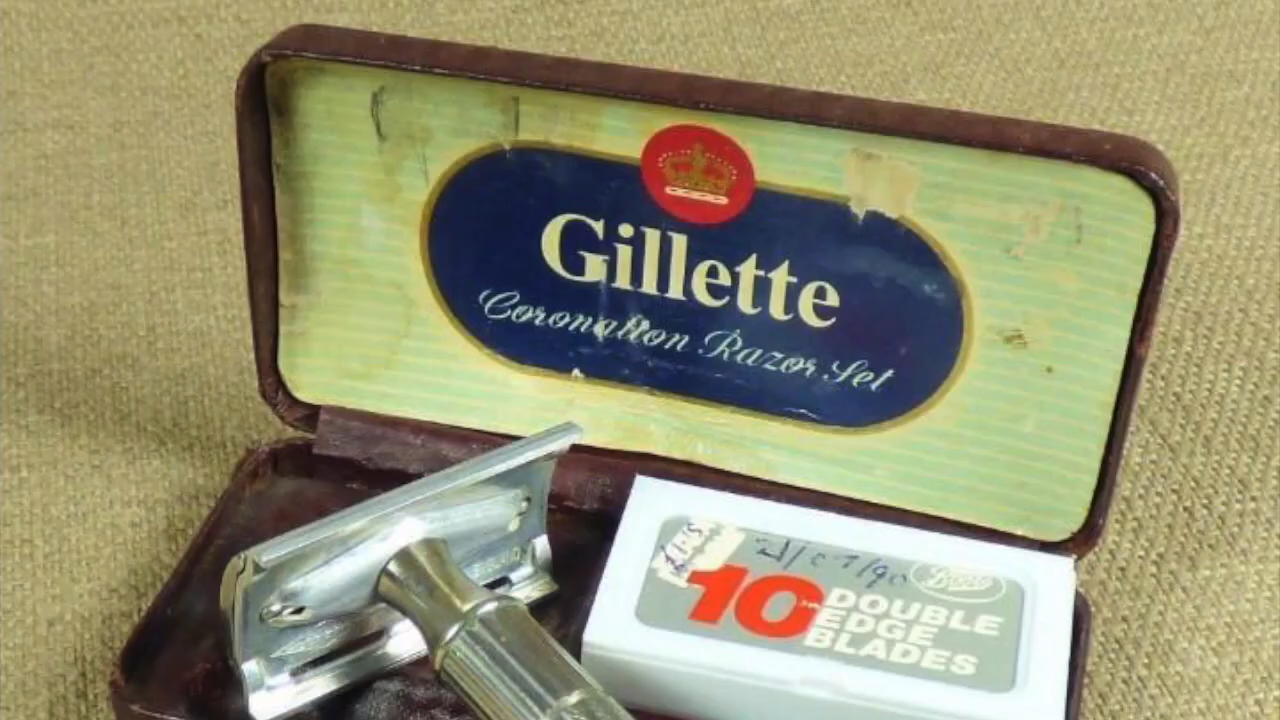 Gillette
Coronation Razor Set
10
DOUBLE
EDGE
BLADES
Boots